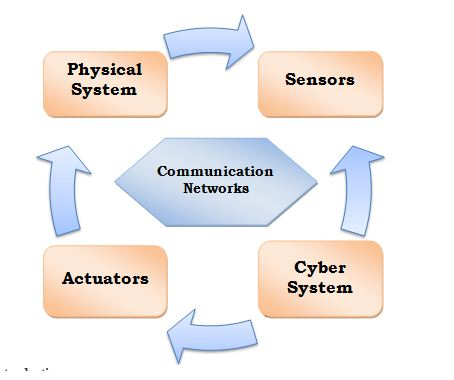 Physical
System
Sensors
Communication
Networks
Actuators
Cyber
System